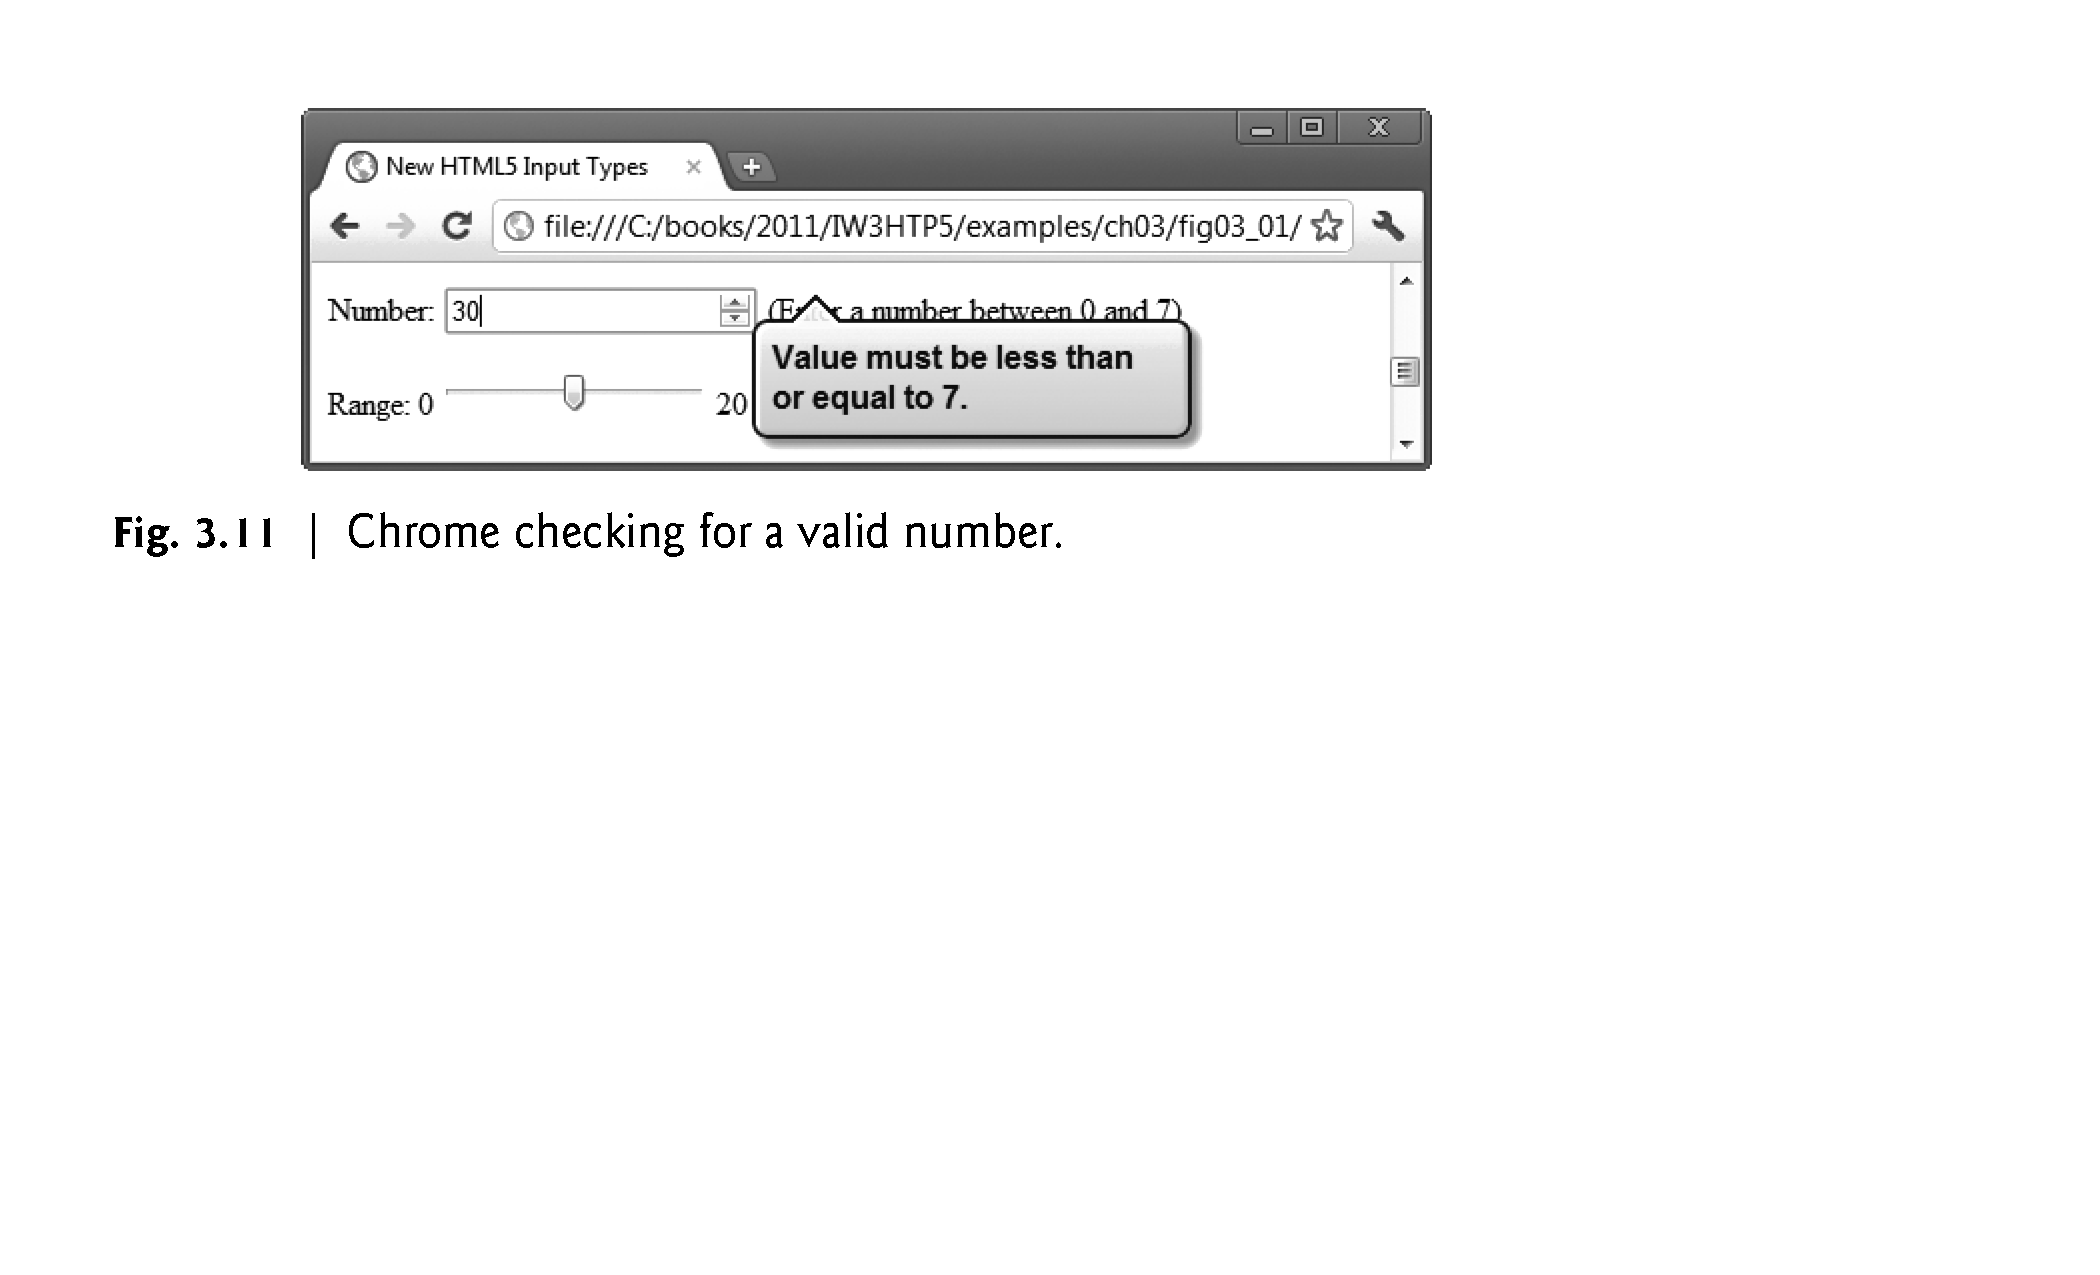 New HTML5 Input Types
file:///C:/books/2011/IW3HTP5/examples/ch03/fig03_01/
Number: 30 (Enter a number between 0 and 7)
Value must be less than
or equal to 7.
Range: 0 20
Fig. 3.11 | Chrome checking for a valid number.